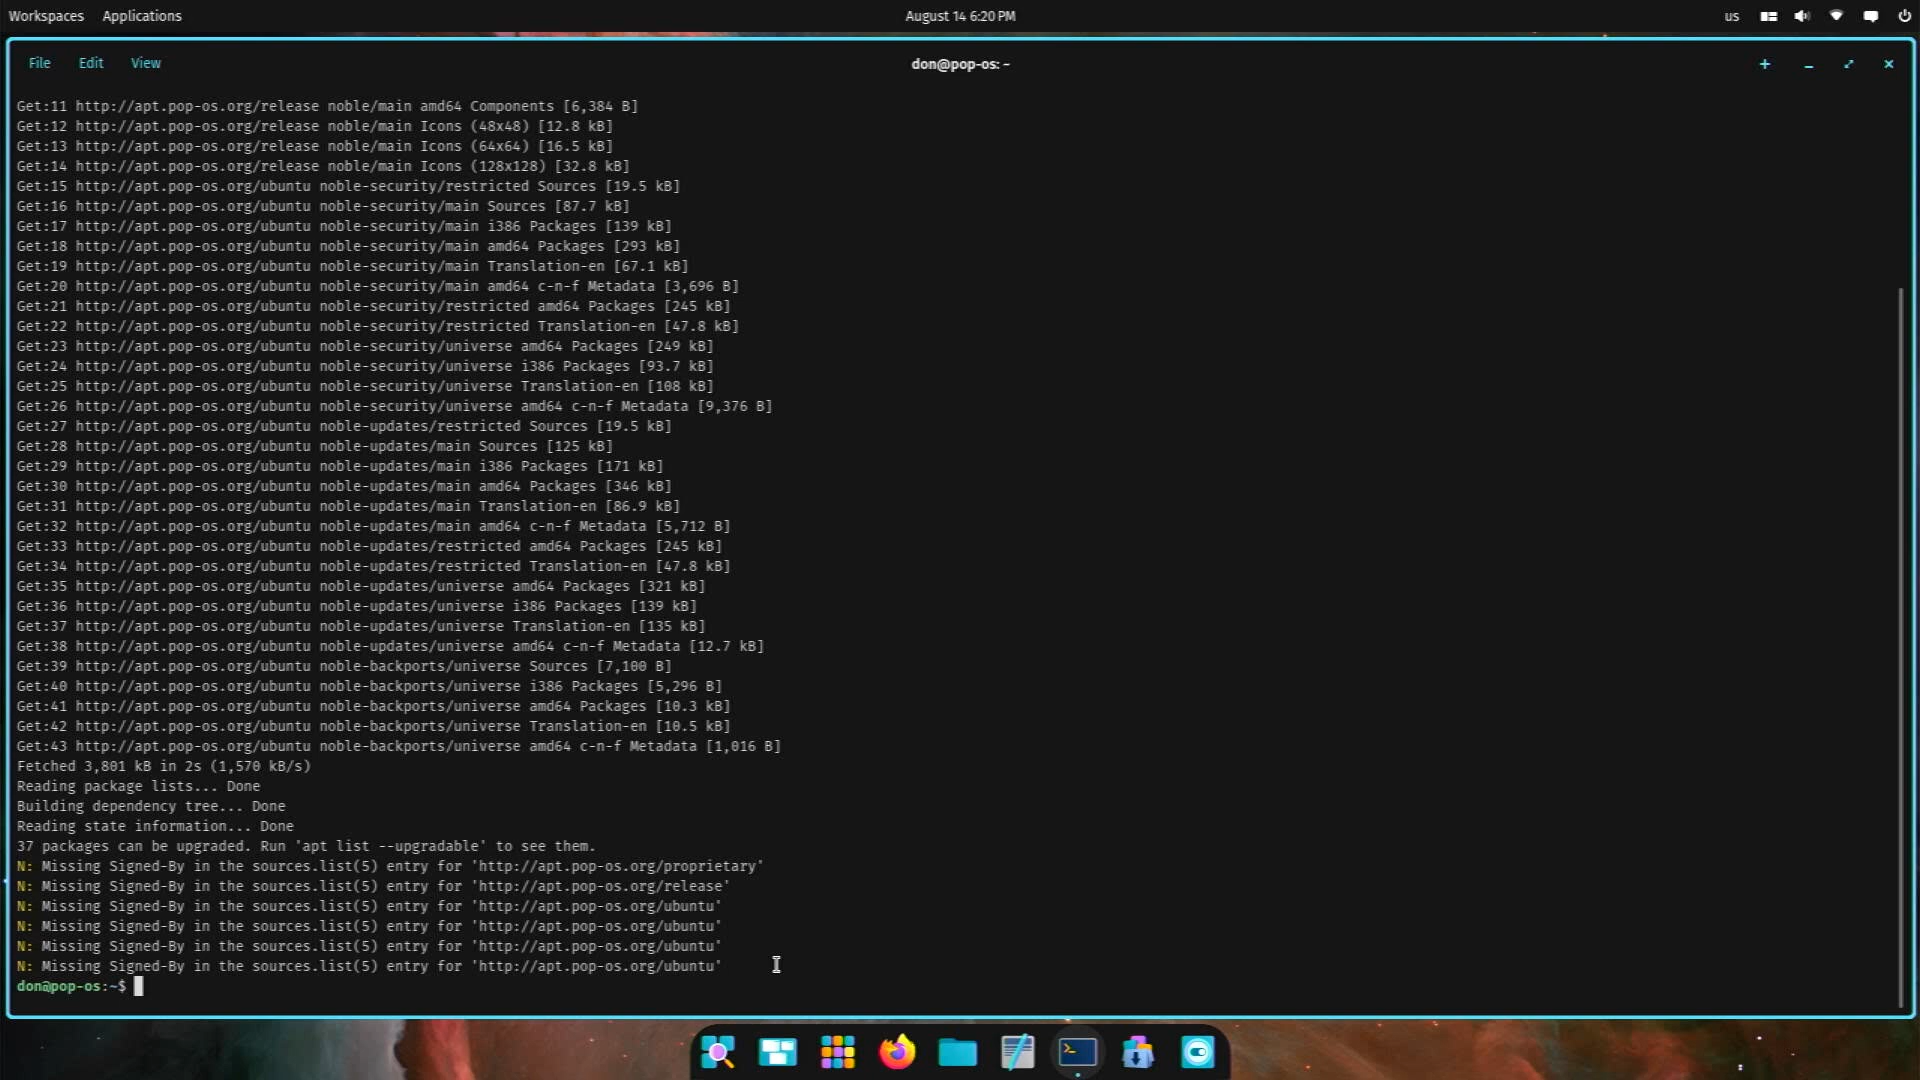 Workspaces Applications August 14 6:20 PM us
File Edit View don@pop-os: ~
Get:11 http://apt.pop-os.org/release noble/main amd64 Components [6,384 B]
Get:12 http://apt.pop-os.org/release noble/main Icons (48x48) [12.8 kB]
Get:13 http://apt.pop-os.org/release noble/main Icons (64x64) [16.5 kB]
Get:14 http://apt.pop-os.org/release noble/main Icons (128x128) [32.8 kB]
Get:15 http://apt.pop-os.org/ubuntu noble-security/restricted Sources [19.5 kB]
Get:16 http://apt.pop-os.org/ubuntu noble-security/main Sources [87.7 kB]
Get:17 http://apt.pop-os.org/ubuntu noble-security/main i386 Packages [139 kB]
Get:18 http://apt.pop-os.org/ubuntu noble-security/main amd64 Packages [293 kB]
Get:19 http://apt.pop-os.org/ubuntu noble-security/main Translation-en [67.1 kB]
Get:20 http://apt.pop-os.org/ubuntu noble-security/main amd64 c-n-f Metadata [3,696 B]
Get:21 http://apt.pop-os.org/ubuntu noble-security/restricted amd64 Packages [245 kB]
Get:22 http://apt.pop-os.org/ubuntu noble-security/restricted Translation-en [47.8 kB]
Get:23 http://apt.pop-os.org/ubuntu noble-security/universe amd64 Packages [249 kB]
Get:24 http://apt.pop-os.org/ubuntu noble-security/universe i386 Packages [93.7 kB]
Get:25 http://apt.pop-os.org/ubuntu noble-security/universe Translation-en [108 kB]
Get:26 http://apt.pop-os.org/ubuntu noble-security/universe amd64 c-n-f Metadata [9,376 B]
Get:27 http://apt.pop-os.org/ubuntu noble-updates/restricted Sources [19.5 kB]
Get:28 http://apt.pop-os.org/ubuntu noble-updates/main Sources [125 kB]
Get:29 http://apt.pop-os.org/ubuntu noble-updates/main i386 Packages [171 kB]
Get:30 http://apt.pop-os.org/ubuntu noble-updates/main amd64 Packages [346 kB]
Get:31 http://apt.pop-os.org/ubuntu noble-updates/main Translation-en [86.9 kB]
Get:32 http://apt.pop-os.org/ubuntu noble-updates/main amd64 c-n-f Metadata [5,712 B]
Get:33 http://apt.pop-os.org/ubuntu noble-updates/restricted amd64 Packages [245 kB]
Get:34 http://apt.pop-os.org/ubuntu noble-updates/restricted Translation-en [47.8 kB]
Get:35 http://apt.pop-os.org/ubuntu noble-updates/universe amd64 Packages [321 kB]
Get:36 http://apt.pop-os.org/ubuntu noble-updates/universe i386 Packages [139 kB]
Get:37 http://apt.pop-os.org/ubuntu noble-updates/universe Translation-en [135 kB]
Get:38 http://apt.pop-os.org/ubuntu noble-updates/universe amd64 c-n-f Metadata [12.7 kB]
Get:39 http://apt.pop-os.org/ubuntu noble-backports/universe Sources [7,100 B]
Get:40 http://apt.pop-os.org/ubuntu noble-backports/universe i386 Packages [5,296 B]
Get:41 http://apt.pop-os.org/ubuntu noble-backports/universe amd64 Packages [10.3 kB]
Get:42 http://apt.pop-os.org/ubuntu noble-backports/universe Translation-en [10.5 kB]
Get:43 http://apt.pop-os.org/ubuntu noble-backports/universe amd64 c-n-f Metadata [1,016 B]
Fetched 3,801 kB in 2s (1,570 kB/s)
Reading package lists... Done
Building dependency tree... Done
Reading state information... Done
37 packages can be upgraded. Run 'apt list --upgradable' to see them.
N: Missing Signed-By in the sources.list(5) entry for 'http://apt.pop-os.org/proprietary'
N: Missing Signed-By in the sources.list(5) entry for 'http://apt.pop-os.org/release'
N: Missing Signed-By in the sources.list(5) entry for 'http://apt.pop-os.org/ubuntu'
N: Missing Signed-By in the sources.list(5) entry for 'http://apt.pop-os.org/ubuntu'
N: Missing Signed-By in the sources.list(5) entry for 'http://apt.pop-os.org/ubuntu'
N: Missing Signed-By in the sources.list(5) entry for 'http://apt.pop-os.org/ubuntu'
don@pop-os:~$